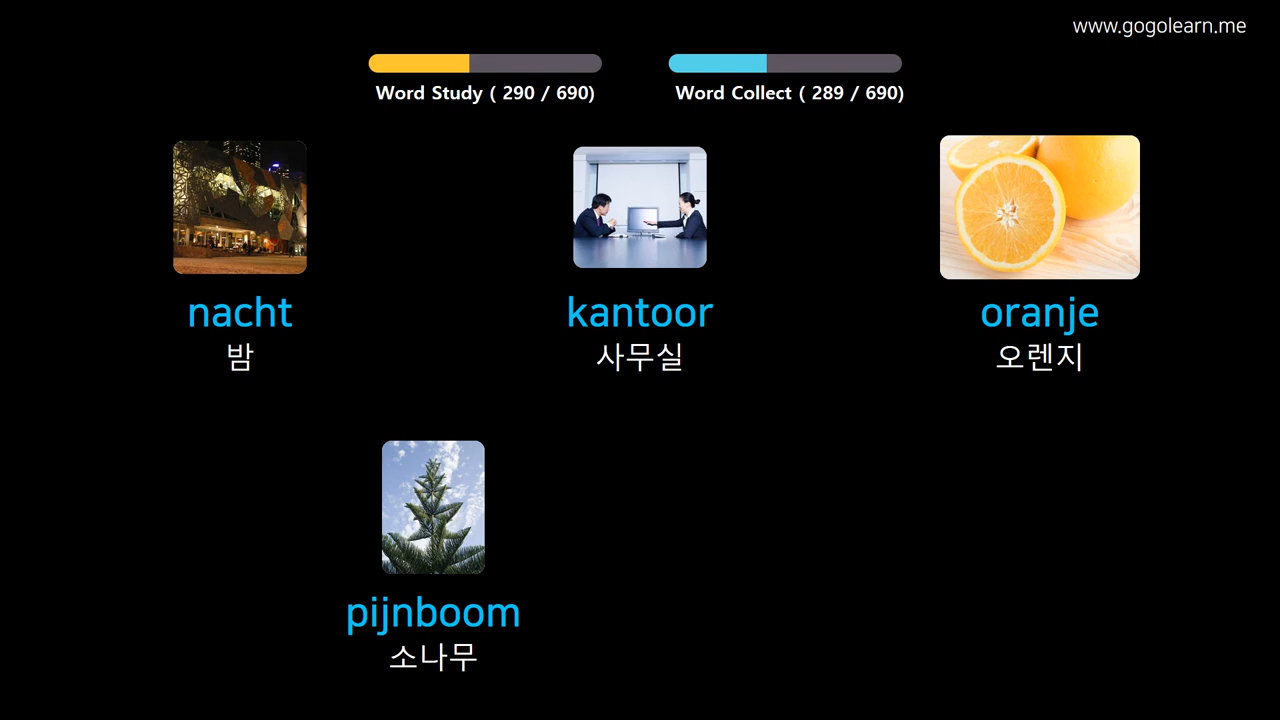 www.gogolearn.me
Word Study ( 290 / 690)
Word Collect ( 289 / 690)
nacht
밤
kantoor
사무실
oranje
오렌지
pijnboom
소나무